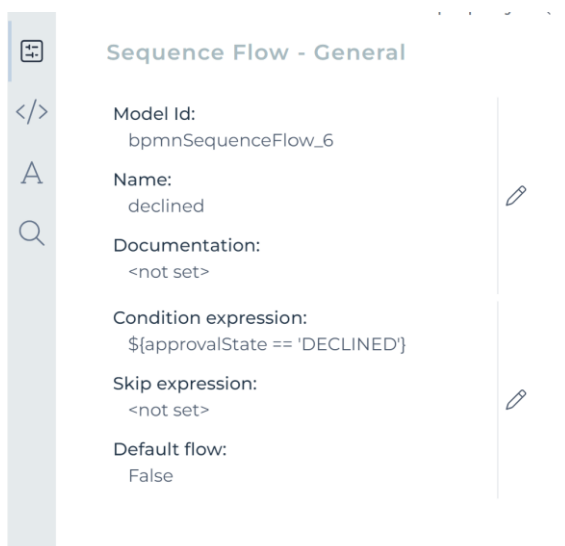 Sequence Flow - General
Model Id:
bpmnSequenceFlow_6
Name:
declined
Documentation:
<not set>
Condition expression:
${approvalState == 'DECLINED'}
Skip expression:
<not set>
Default flow:
False